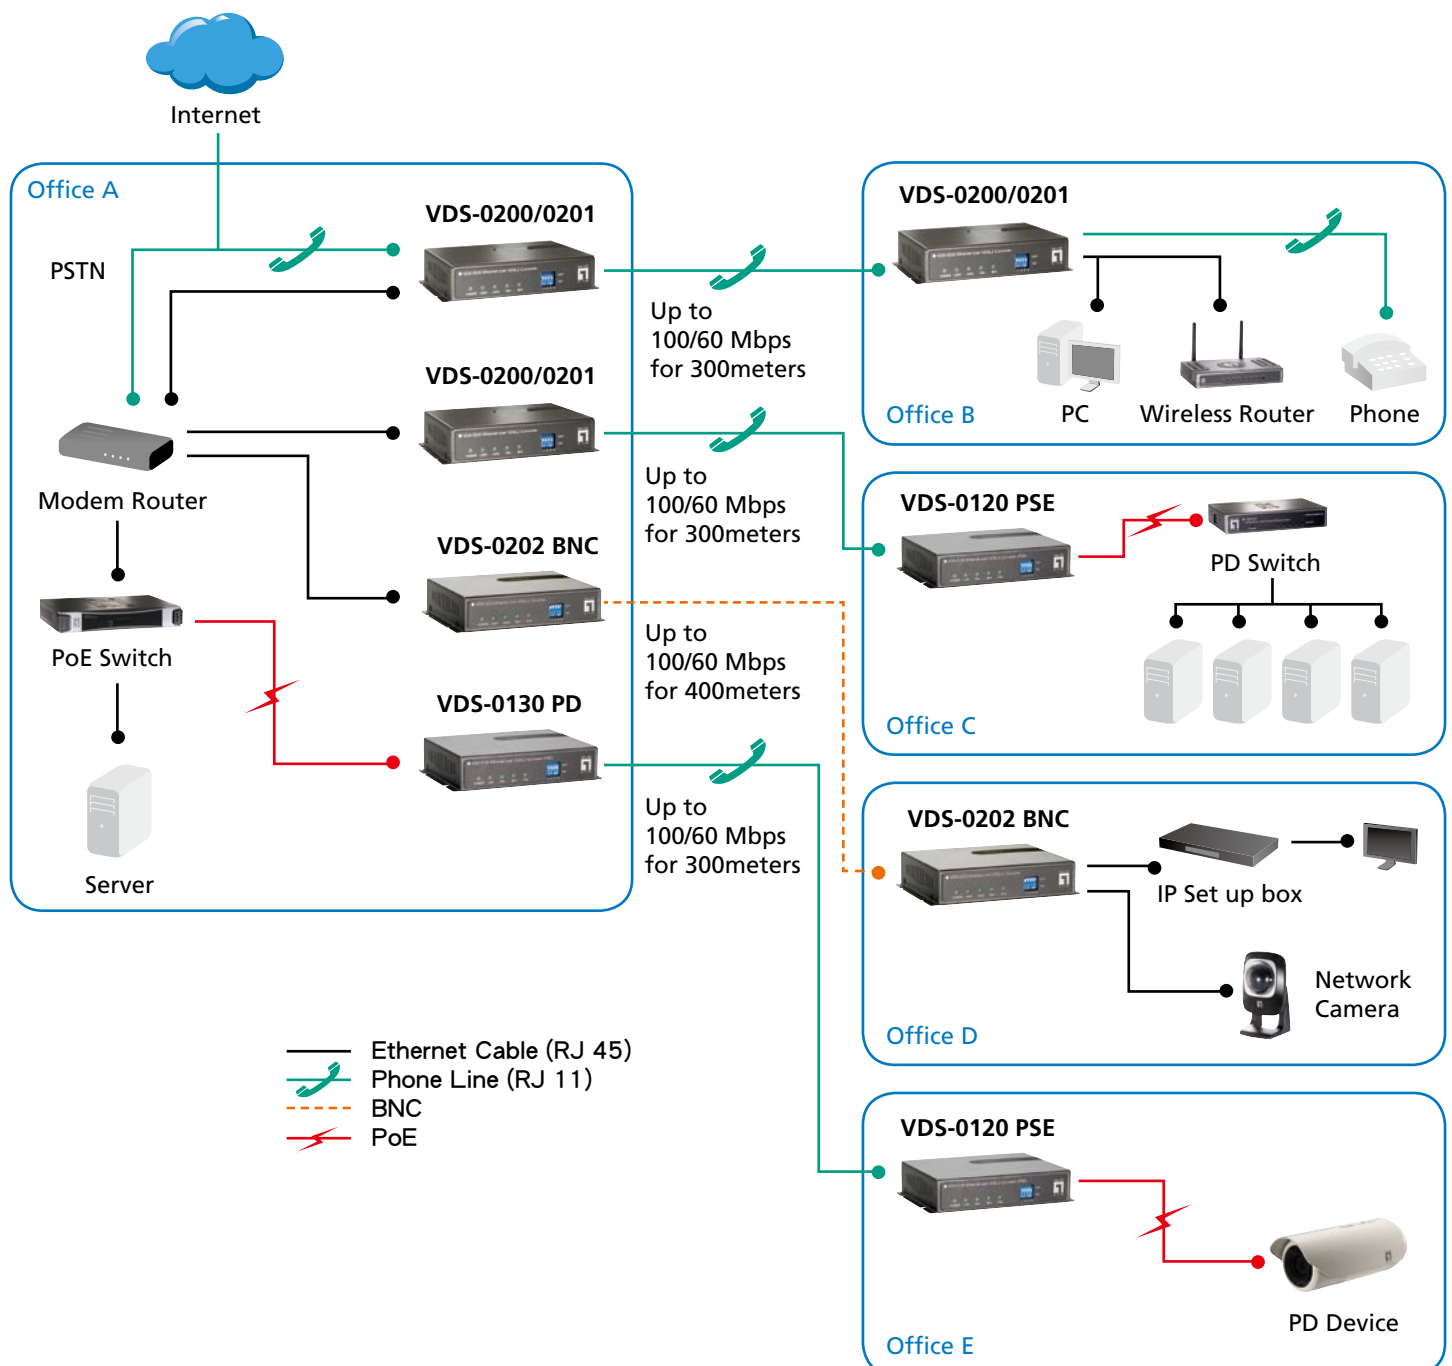 Internet
Office A
PSTN
VDS-0200/0201
VDS-0200/0201
Modem Router
VDS-0202 BNC
PoE Switch
VDS-0130 PD
Server
Up to
100/60 Mbps
for 300meters
Up to
100/60 Mbps
for 300meters
Up to
100/60 Mbps
for 400meters
Up to
100/60 Mbps
for 300meters
VDS-0200/0201
Office B
PC
Wireless Router
Phone
VDS-0120 PSE
PD Switch
Office C
VDS-0202 BNC
IP Set up box
Network
Camera
Office D
VDS-0120 PSE
PD Device
Office E
Ethernet Cable (RJ 45)
Phone Line (RJ 11)
BNC
PoE